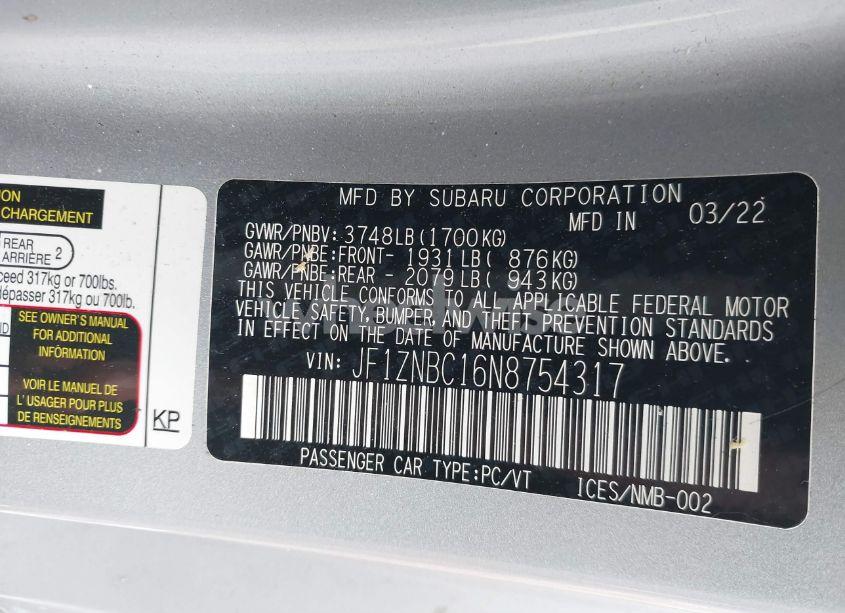 ION
CHARGEMENT
REAR
ARRIÈRE 2
ceed 317kg or 700lbs.
dépasser 317kg ou 700lb.
SEE OWNER'S MANUAL
FOR ADDITIONAL
INFORMATION
VOIR LE MANUEL DE
L' USAGER POUR PLUS
DE RENSEIGNEMENTS
KP
MFD BY SUBARU CORPORATION
MFD IN 03/22
GVWR/PNBV: 3748LB(1700KG)
GAWR/PNBE:FRONT- 1931LB( 876KG)
GAWR/PNBE:REAR - 2079LB( 943KG)
THIS VEHICLE CONFORMS TO ALL APPLICABLE FEDERAL MOTOR
VEHICLE SAFETY, BUMPER, AND THEFT PREVENTION STANDARDS
IN EFFECT ON THE DATE OF MANUFACTURE SHOWN ABOVE.
VIN: JF1ZNBC16N8754317
PASSENGER CAR TYPE:PC/VT
ICES/NMB-002